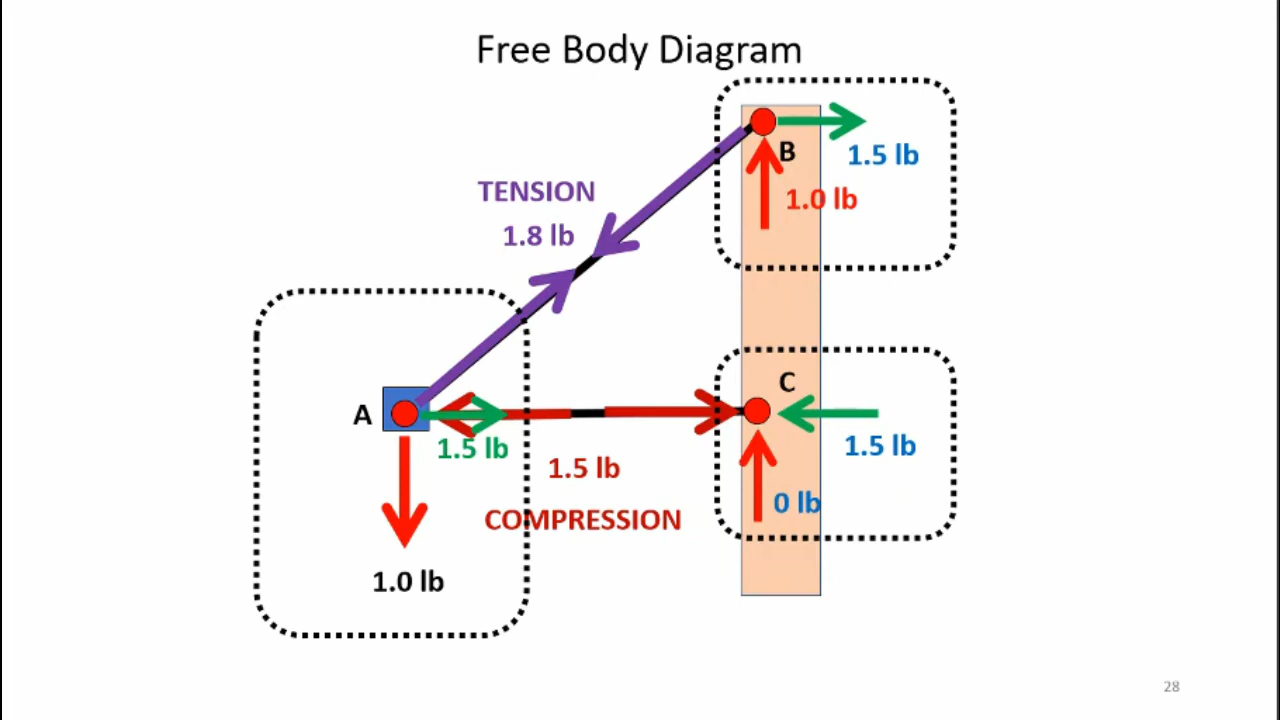 Free Body Diagram
B
1.5 lb
1.0 lb
TENSION
1.8 lb
C
A
1.5 lb
1.5 lb
1.5 lb
0 lb
COMPRESSION
1.0 lb
28